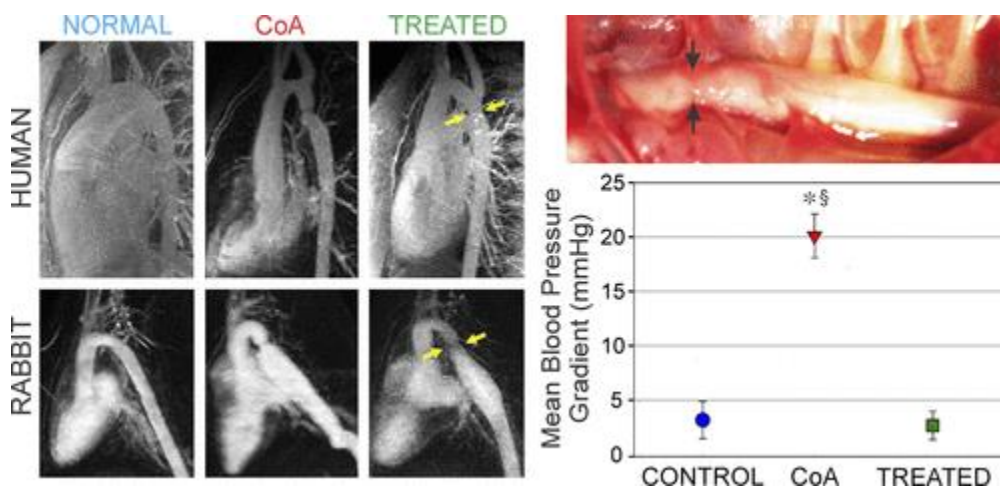 NORMAL
CoA
TREATED
HUMAN
RABBIT
Mean Blood Pressure
Gradient (mmHg)
25
20
15
10
5
0
*§
CONTROL
CoA
TREATED